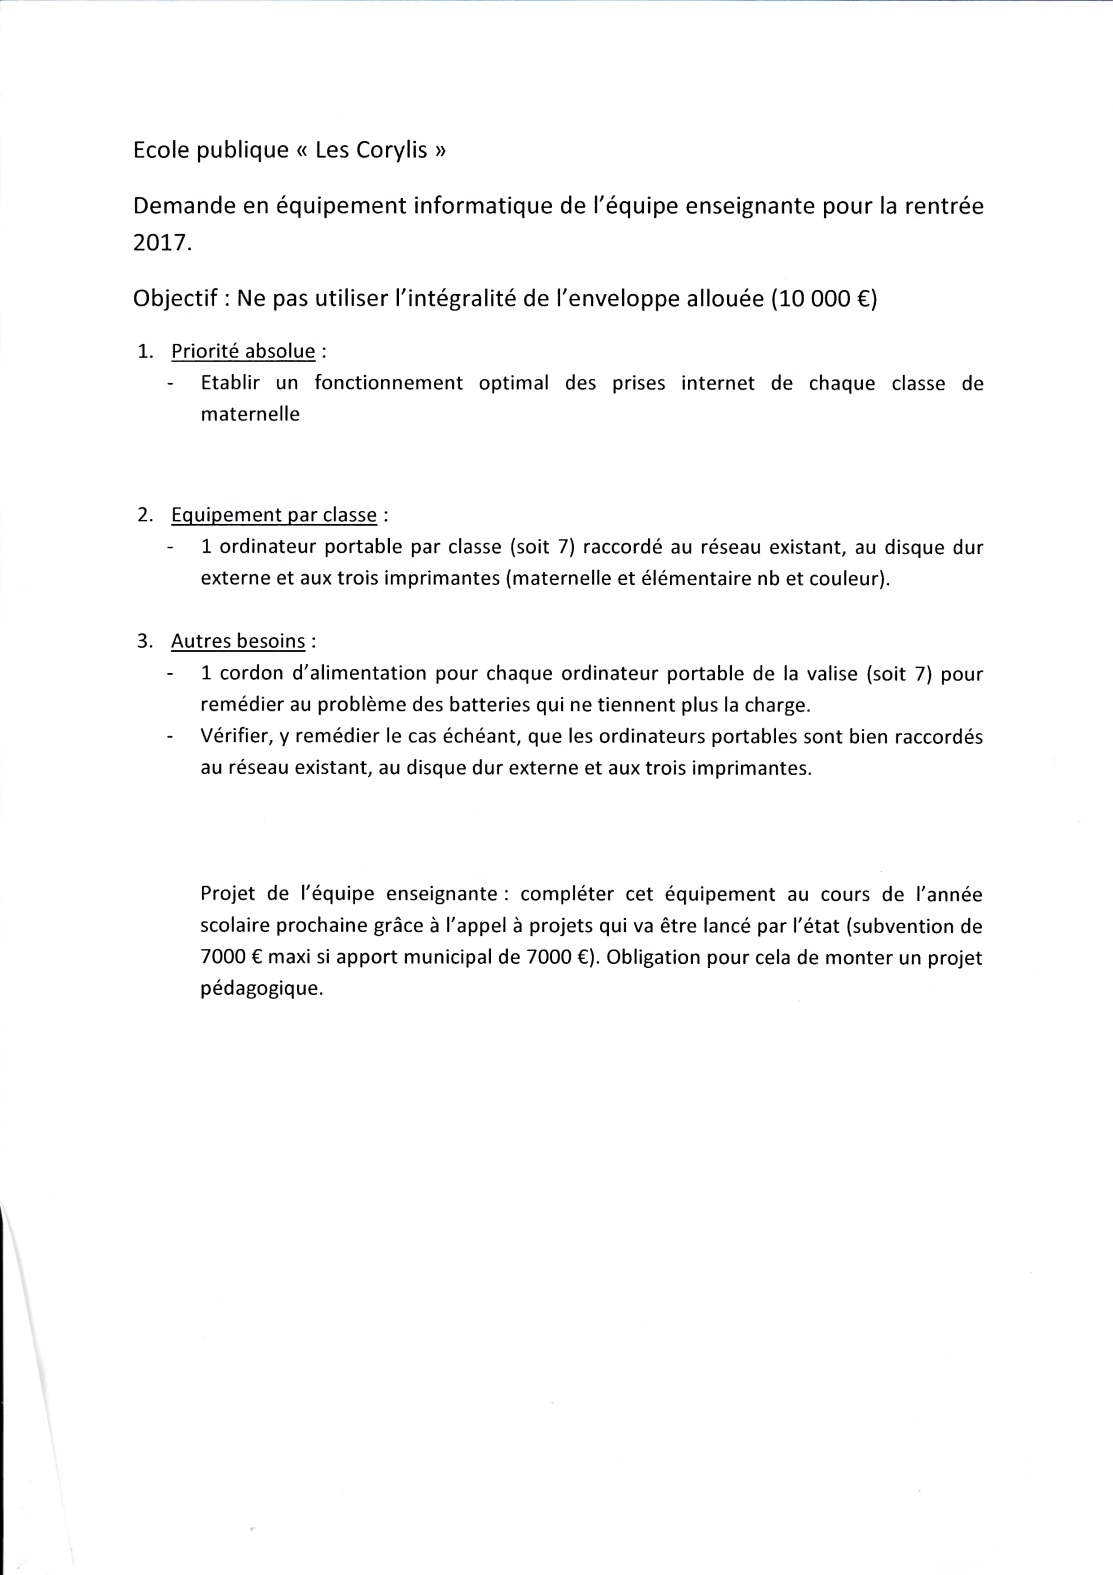 Ecole publique « Les Corylis »
Demande en équipement informatique de l'équipe enseignante pour la rentrée
2017.
Objectif : Ne pas utiliser l'intégralité de l'enveloppe allouée (10 000 €)
1. Priorité absolue :
- Etablir un fonctionnement optimal des prises internet de chaque classe de
maternelle
2. Equipement par classe :
- 1 ordinateur portable par classe (soit 7) raccordé au réseau existant, au disque dur
externe et aux trois imprimantes (maternelle et élémentaire nb et couleur).
3. Autres besoins :
- 1 cordon d'alimentation pour chaque ordinateur portable de la valise (soit 7) pour
remédier au problème des batteries qui ne tiennent plus la charge.
- Vérifier, y remédier le cas échéant, que les ordinateurs portables sont bien raccordés
au réseau existant, au disque dur externe et aux trois imprimantes.
Projet de l'équipe enseignante : compléter cet équipement au cours de l'année
scolaire prochaine grâce à l'appel à projets qui va être lancé par l'état (subvention de
7000 € maxi si apport municipal de 7000 €). Obligation pour cela de monter un projet
pédagogique.